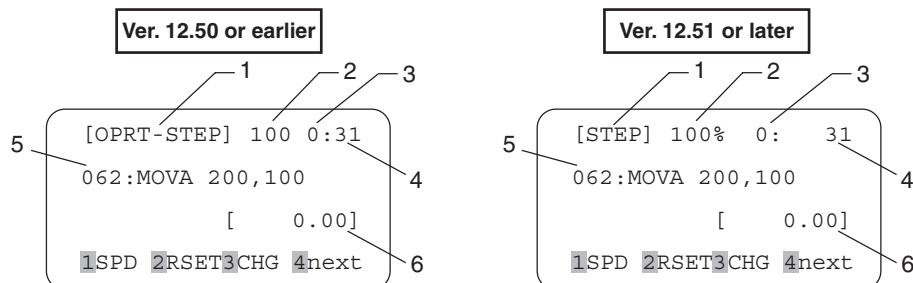 Ver. 12.50 or earlier
1 2 3
[OPRT-STEP] 100 0:31
5
062:MOVA 200,100
4
[ 0.00]
1SPD 2RSET3CHG 4next
6
Ver. 12.51 or later
1 2 3
[STEP] 100% 0: 31
5
062:MOVA 200,100
4
[ 0.00]
1SPD 2RSET3CHG 4next
6